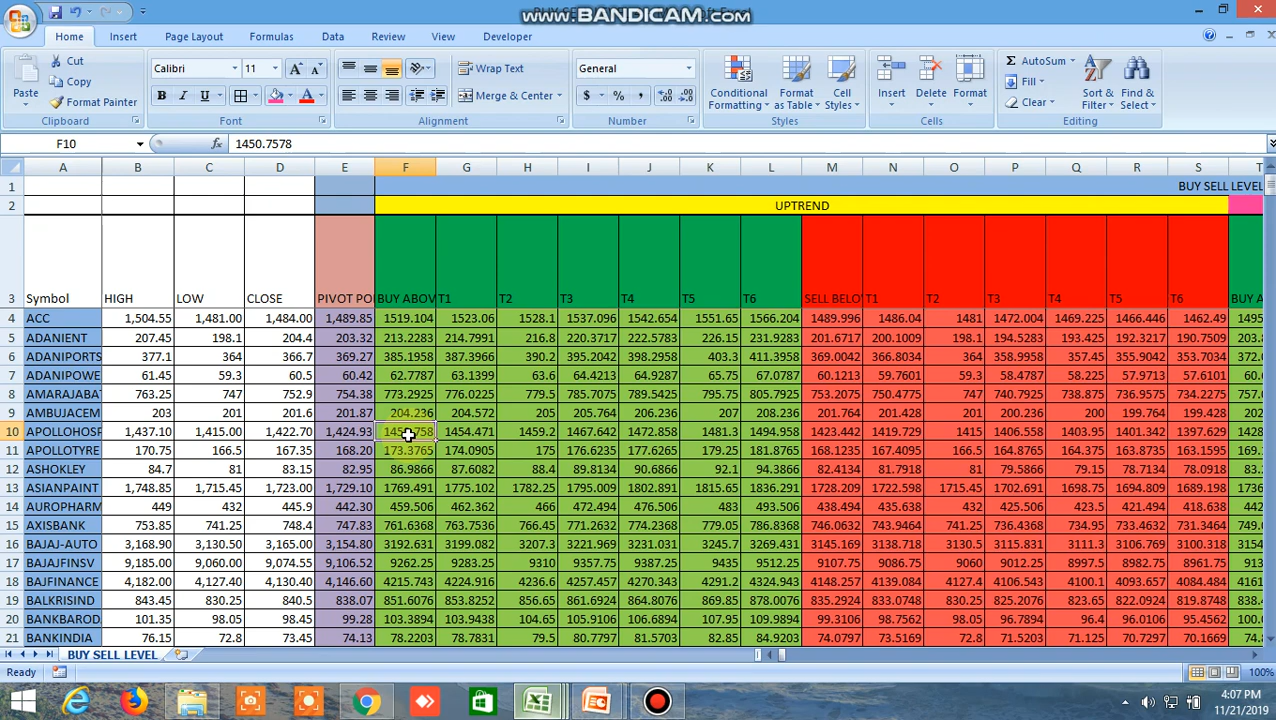 www.BANDICAM.com
Home Insert Page Layout Formulas Data Review View Developer
Paste
Cut
Copy
Format Painter
Clipboard
Calibri 11
B I U
Font
Wrap Text
Merge & Center
Alignment
General
$ % ,
Number
Conditional Formatting
Format as Table
Cell Styles
Styles
Insert Delete Format
Cells
Σ AutoSum
Fill
Clear
Sort & Filter
Find & Select
Editing
F10 fx 1450.7578
A B C D E F G H I J K L M N O P Q R S T
1 BUY SELL LEVEL
2 UPTREND
3 Symbol HIGH LOW CLOSE PIVOT PO BUY ABOV T1 T2 T3 T4 T5 T6 SELL BELO T1 T2 T3 T4 T5 T6 BUY A
4 ACC 1,504.55 1,481.00 1,484.00 1,489.85 1519.104 1523.06 1528.1 1537.096 1542.654 1551.65 1566.204 1489.996 1486.04 1481 1472.004 1469.225 1466.446 1462.49 1495
5 ADANIENT 207.45 198.1 204.4 203.32 213.2283 214.7991 216.8 220.3717 222.5783 226.15 231.9283 201.6717 200.1009 198.1 194.5283 193.425 192.3217 190.7509 205.
6 ADANIPORTS 377.1 364 366.7 369.27 385.1958 387.3966 390.2 395.2042 398.2958 403.3 411.3958 369.0042 366.8034 364 358.9958 357.45 355.9042 353.7034 372.
7 ADANIPOWE 61.45 59.3 60.5 60.42 62.7787 63.1399 63.6 64.4213 64.9287 65.75 67.0787 60.1213 59.7601 59.3 58.4787 58.225 57.9713 57.6101 60.6
8 AMARAJABA 763.25 747 752.9 754.38 773.2925 776.0225 779.5 785.7075 789.5425 795.75 805.7925 753.2075 750.4775 747 740.7925 738.875 736.9575 734.2275 757.
9 AMBUJACEM 203 201 201.6 201.87 204.236 204.572 205 205.764 206.236 207 208.236 201.764 201.428 201 200.236 200 199.764 199.428 202
10 APOLLOHOSP 1,437.10 1,415.00 1,422.70 1,424.93 1450.758 1454.471 1459.2 1467.642 1472.858 1481.3 1494.958 1423.442 1419.729 1415 1406.558 1403.95 1401.342 1397.629 1428
11 APOLLOTYRE 170.75 166.5 167.35 168.20 173.3765 174.0905 175 176.6235 177.6265 179.25 181.8765 168.1235 167.4095 166.5 164.8765 164.375 163.8735 163.1595 169.
12 ASHOKLEY 84.7 81 83.15 82.95 86.9866 87.6082 88.4 89.8134 90.6866 92.1 94.3866 82.4134 81.7918 81 79.5866 79.15 78.7134 78.0918 83.
13 ASIANPAINT 1,748.85 1,715.45 1,723.00 1,729.10 1769.491 1775.102 1782.25 1795.009 1802.891 1815.65 1836.291 1728.209 1722.598 1715.45 1702.691 1698.75 1694.809 1689.198 1736
14 AUROPHARM 449 432 445.9 442.30 459.506 462.362 466 472.494 476.506 483 493.506 438.494 435.638 432 425.506 423.5 421.494 418.638
15 AXISBANK 753.85 741.25 748.4 747.83 761.6368 763.7536 766.45 771.2632 774.2368 779.05 786.8368 746.0632 743.9464 741.25 736.4368 734.95 733.4632 731.3464 749.
16 BAJAJ-AUTO 3,168.90 3,130.50 3,165.00 3,154.80 3192.631 3199.082 3207.3 3221.969 3231.031 3245.7 3269.431 3145.169 3138.718 3130.5 3115.831 3111.3 3106.769 3100.318 3154
17 BAJAJFINSV 9,185.00 9,060.00 9,074.55 9,106.52 9262.25 9283.25 9310 9357.75 9387.25 9435 9512.25 9107.75 9086.75 9060 9012.25 8997.5 8982.75 8961.75 913
18 BAJFINANCE 4,182.00 4,127.40 4,130.40 4,146.60 4215.743 4224.916 4236.6 4257.457 4270.343 4291.2 4324.943 4148.257 4139.084 4127.4 4106.543 4100.1 4093.657 4084.484 4161
19 BALKRISIND 843.45 830.25 840.5 838.07 851.6076 853.8252 856.65 861.6924 864.8076 869.85 878.0076 835.2924 833.0748 830.25 825.2076 823.65 822.0924 819.8748 838.
20 BANKBAROD 101.35 98.05 98.45 99.28 103.3894 103.9438 104.65 105.9106 106.6894 107.95 109.9894 99.3106 98.7562 98.05 96.7894 96.4 96.0106 95.4562 99.
21 BANKINDIA 76.15 72.8 73.45 74.13 78.2203 78.7831 79.5 80.7797 81.5703 82.85 84.9203 74.0797 73.5169 72.8 71.5203 71.125 70.7297 70.1669 74.
BUY SELL LEVEL
Ready 100%
4:07 PM
11/21/2019